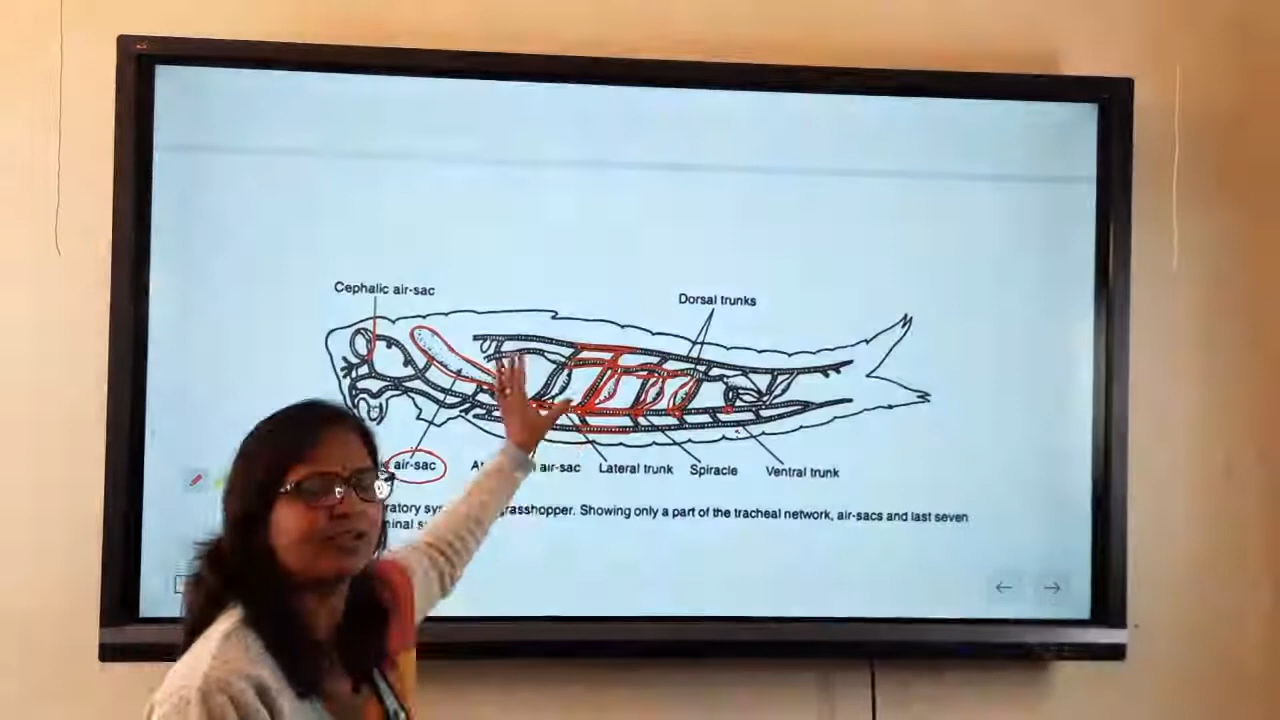 Cephalic air-sac
Dorsal trunks
air-sac
air-sac
Lateral trunk
Spiracle
Ventral trunk
ratory sy rasshopper. Showing only a part of the tracheal network, air-sacs and last seven